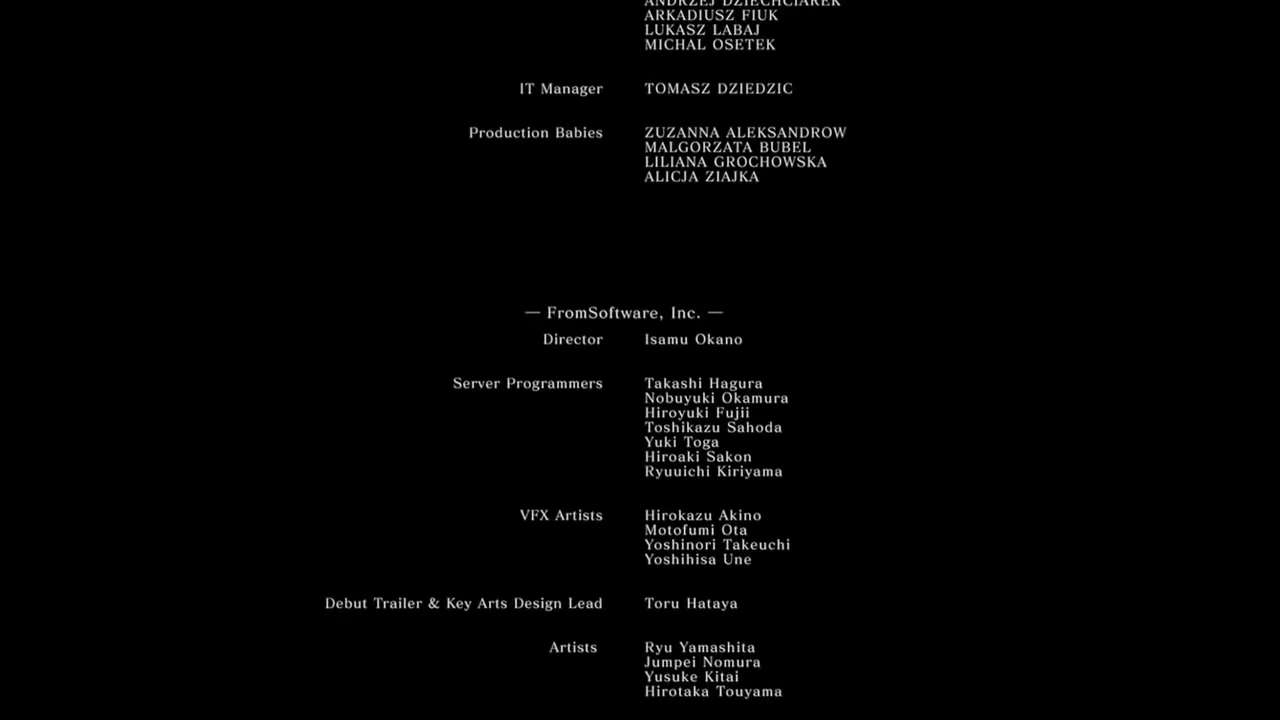 ANDRZEJ DZIECHCIAREK
ARKADIUSZ FIUK
LUKASZ LABAJ
MICHAL OSETEK
IT Manager TOMASZ DZIEDZIC
Production Babies ZUZANNA ALEKSANDROW
MALGORZATA BUBEL
LILIANA GROCHOWSKA
ALICJA ZIAJKA
— FromSoftware, Inc. —
Director Isamu Okano
Server Programmers Takashi Hagura
Nobuyuki Okamura
Hiroyuki Fujii
Toshikazu Sahoda
Yuki Toga
Hiroaki Sakon
Ryuuichi Kiriyama
VFX Artists Hirokazu Akino
Motofumi Ota
Yoshinori Takeuchi
Yoshihisa Une
Debut Trailer & Key Arts Design Lead Toru Hataya
Artists Ryu Yamashita
Jumpei Nomura
Yusuke Kitai
Hirotaka Touyama